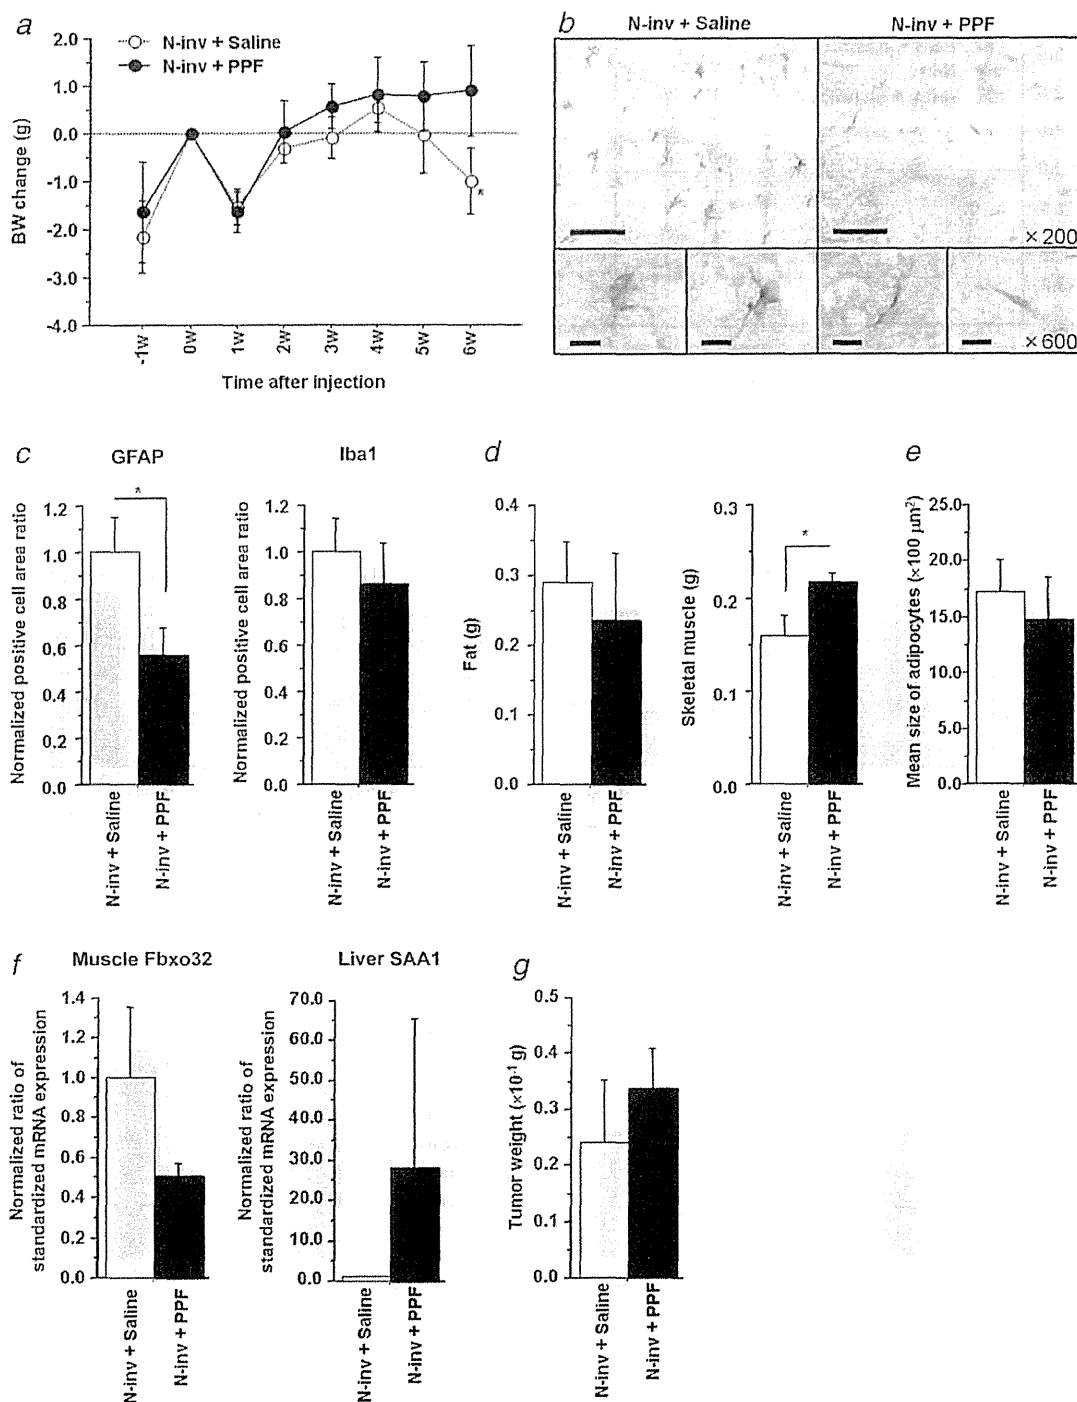 a
N-inv + Saline
N-inv + PPF
BW change (g)
2.0
1.0
0.0
-1.0
-2.0
-3.0
-4.0
*
-1w
0w
1w
2w
3w
4w
5w
6w
Time after injection
b
N-inv + Saline
N-inv + PPF
×200
×600
c
GFAP
Normalized positive cell area ratio
1.2
1.0
0.8
0.6
0.4
0.2
0.0
*
N-inv + Saline
N-inv + PPF
Iba1
Normalized positive cell area ratio
1.2
1.0
0.8
0.6
0.4
0.2
0.0
N-inv + Saline
N-inv + PPF
d
Fat (g)
0.4
0.3
0.2
0.1
0.0
N-inv + Saline
N-inv + PPF
Skeletal muscle (g)
0.3
0.2
0.1
0.0
*
N-inv + Saline
N-inv + PPF
e
Mean size of adipocytes (×100 µm²)
25.0
20.0
15.0
10.0
5.0
0.0
N-inv + Saline
N-inv + PPF
f
Muscle Fbxo32
Normalized ratio of
standardized mRNA expression
1.4
1.2
1.0
0.8
0.6
0.4
0.2
0.0
N-inv + Saline
N-inv + PPF
Liver SAA1
Normalized ratio of
standardized mRNA expression
70.0
60.0
50.0
40.0
30.0
20.0
10.0
0.0
N-inv + Saline
N-inv + PPF
g
Tumor weight (×10⁻¹ g)
0.5
0.4
0.3
0.2
0.1
0.0
N-inv + Saline
N-inv + PPF